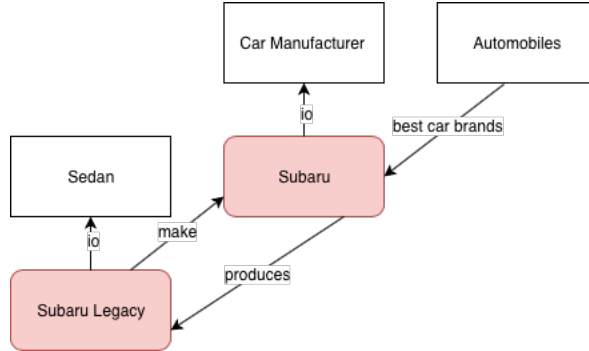 Car Manufacturer
Automobiles
io
best car brands
Sedan
Subaru
io
make
produces
Subaru Legacy